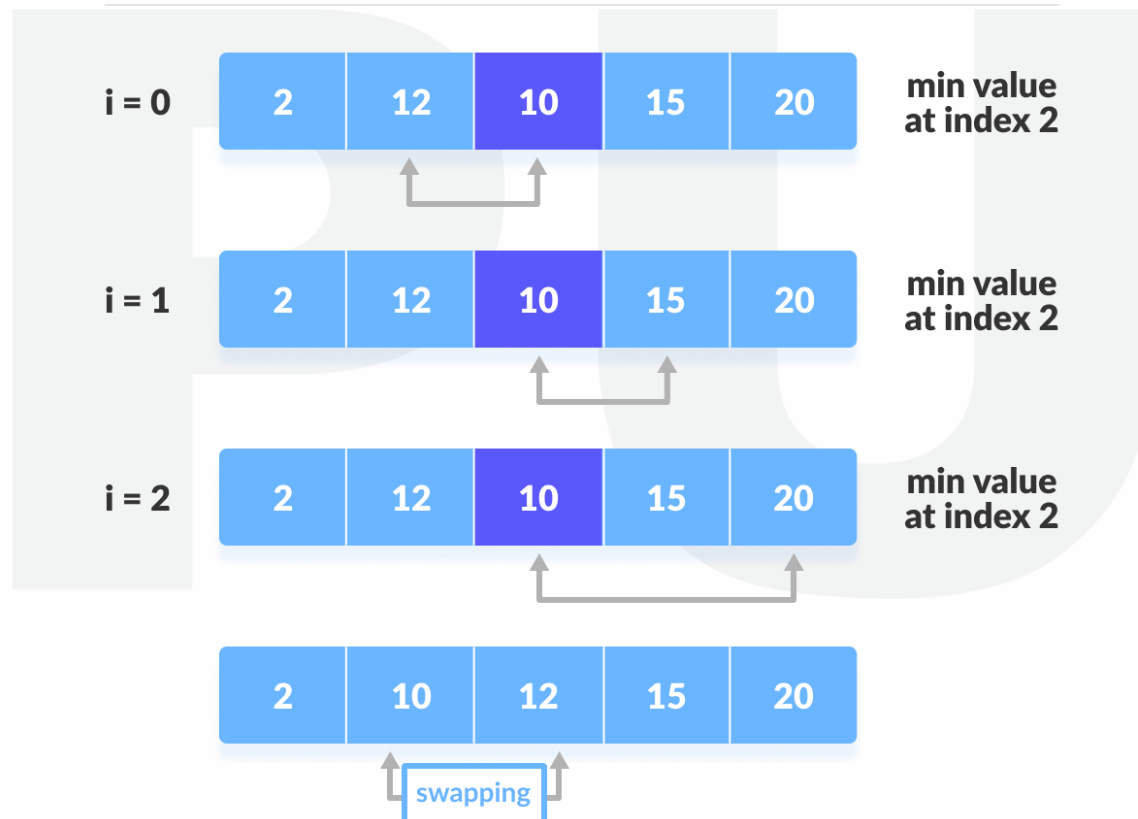 i = 0 2 12 10 15 20 min value
at index 2
i = 1 2 12 10 15 20 min value
at index 2
i = 2 2 12 10 15 20 min value
at index 2
2 10 12 15 20
swapping